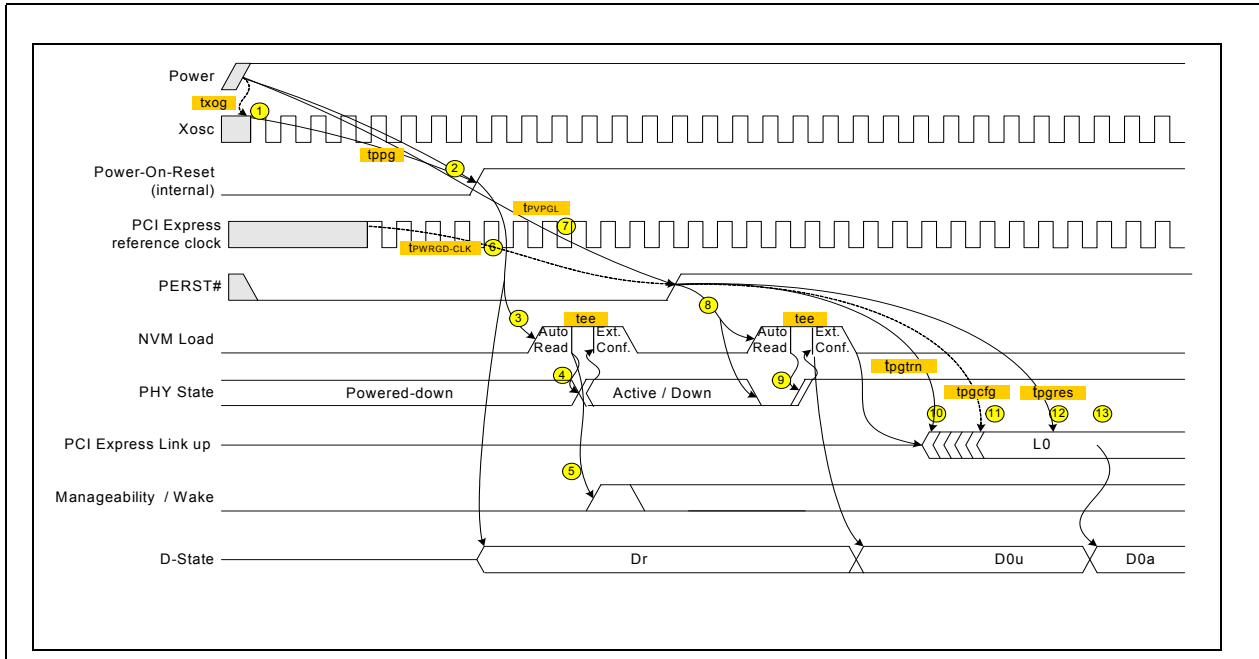 Power
txog
1
Xosc
tppg
2
Power-On-Reset
(internal)
tPVPGL
7
PCI Express
reference clock
tPWRGD-CLK
6
PERST#
3
tee
8
tee
NVM Load
Auto
Read
Ext.
Conf.
Auto
Read
Ext.
Conf.
tpgtrn
4
9
PHY State
Powered-down
Active / Down
tpgcfg
tpgres
10
11
12
13
PCI Express Link up
L0
5
Manageability / Wake
D-State
Dr
D0u
D0a